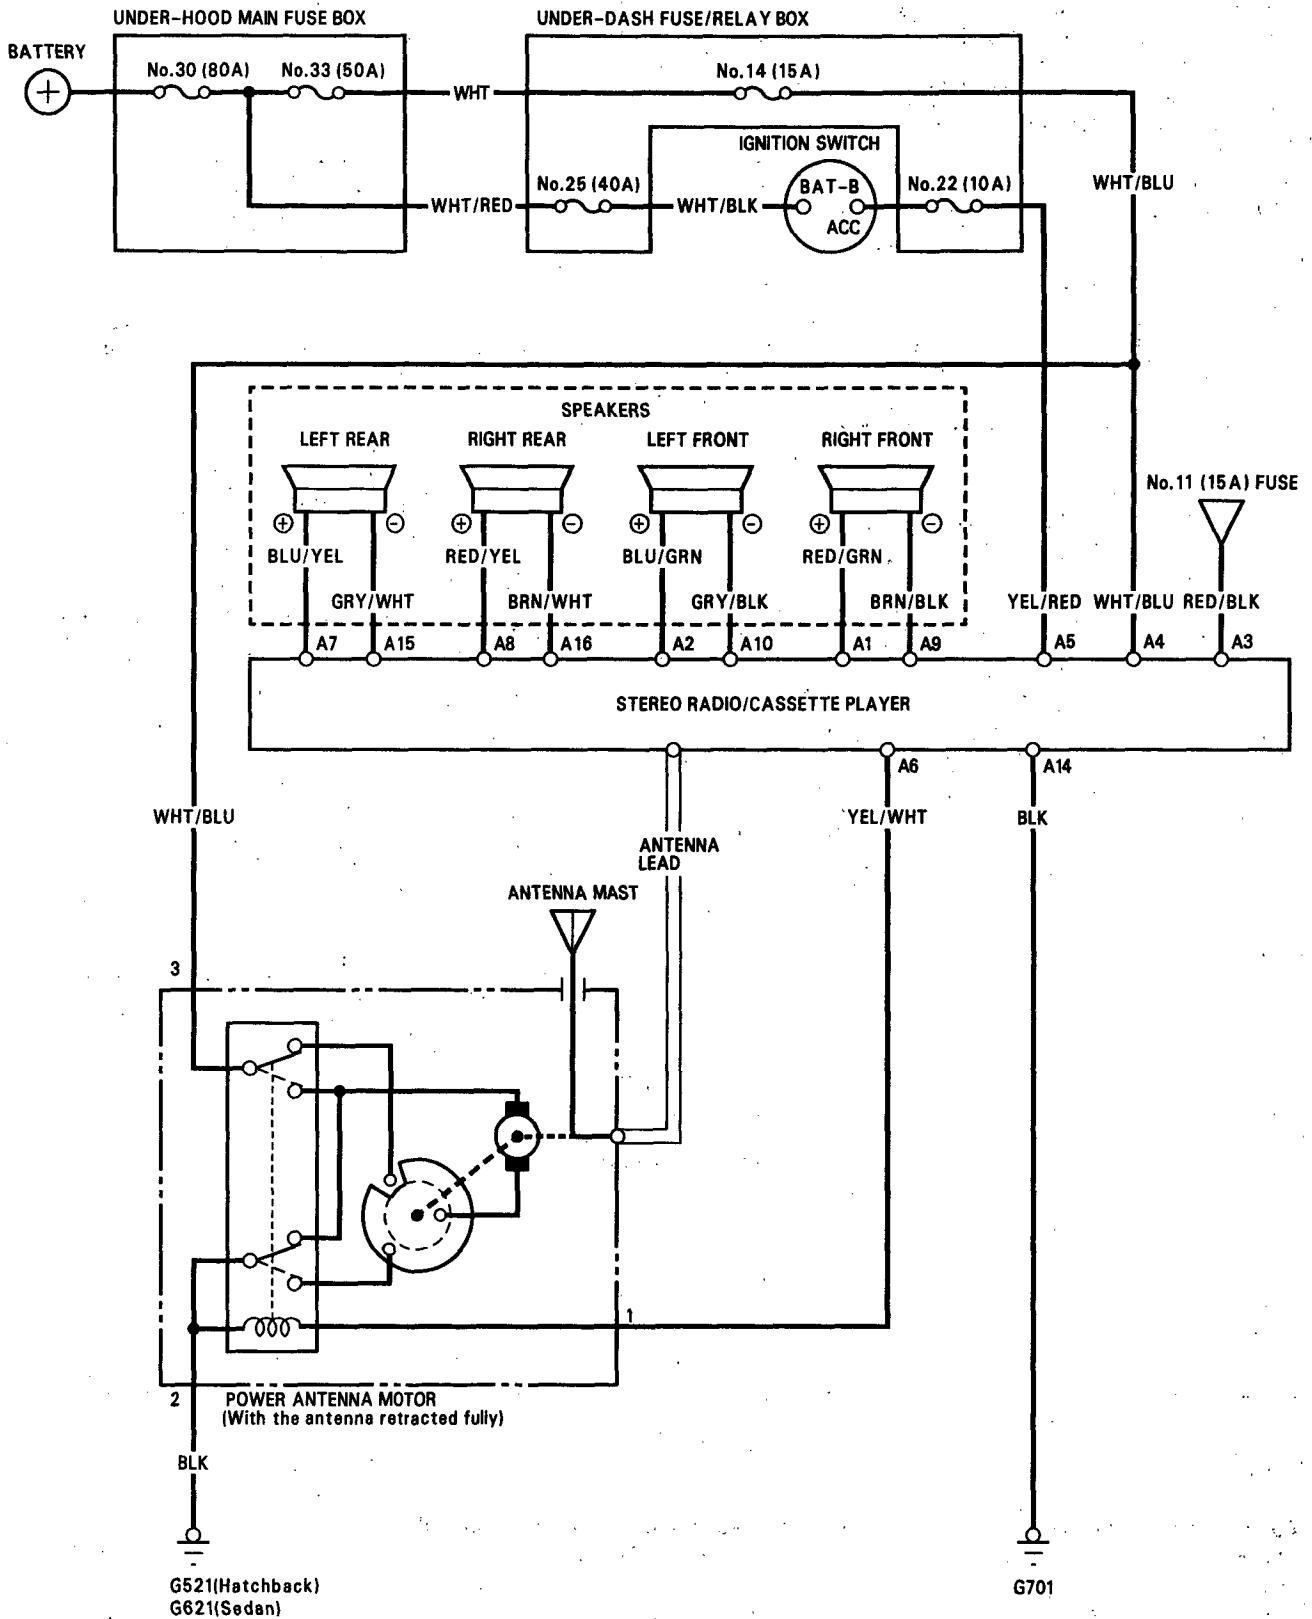 UNDER-HOOD MAIN FUSE BOX
UNDER-DASH FUSE/RELAY BOX
BATTERY
No.30 (80A)
No.33 (50A)
WHT
No.14 (15A)
IGNITION SWITCH
WHT/RED
No.25 (40A)
WHT/BLK
BAT-B
ACC
No.22 (10A)
WHT/BLU
SPEAKERS
LEFT REAR
RIGHT REAR
LEFT FRONT
RIGHT FRONT
No.11 (15A) FUSE
BLU/YEL
RED/YEL
BLU/GRN
RED/GRN
GRY/WHT
BRN/WHT
GRY/BLK
BRN/BLK
YEL/RED
WHT/BLU
RED/BLK
A7
A15
A8
A16
A2
A10
A1
A9
A5
A4
A3
STEREO RADIO/CASSETTE PLAYER
A6
A14
WHT/BLU
YEL/WHT
BLK
ANTENNA
LEAD
ANTENNA MAST
3
1
2
POWER ANTENNA MOTOR
(With the antenna retracted fully)
BLK
G521(Hatchback)
G621(Sedan)
G701